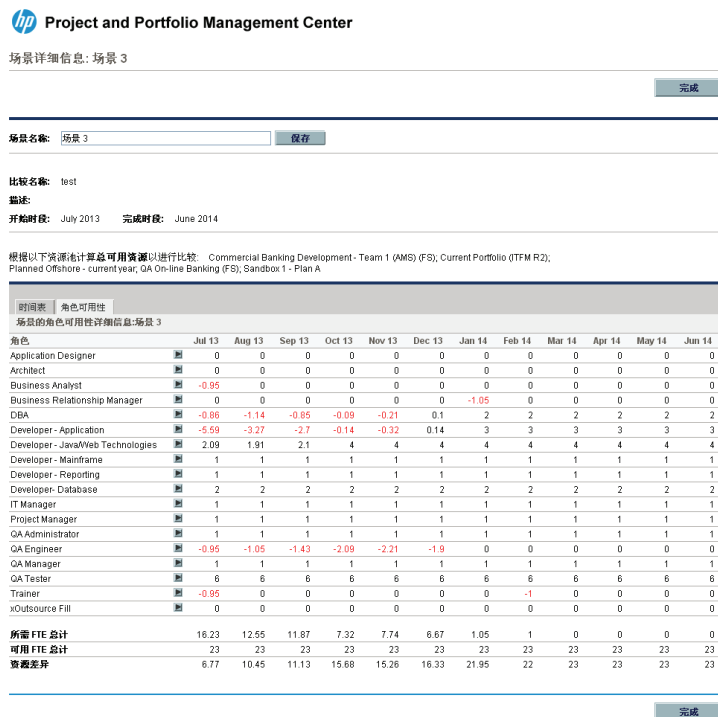 hp Project and Portfolio Management Center
场景详细信息: 场景 3
完成
场景名称: 场景 3 保存
比较名称: test
描述:
开始时段: July 2013 完成时段: June 2014
根据以下资源池计算总可用资源以进行比较: Commercial Banking Development - Team 1 (AMS) (FS); Current Portfolio (ITFM R2);
Planned Offshore - current year; QA On-line Banking (FS); Sandbox 1 - Plan A
时间表 角色可用性
场景的角色可用性详细信息:场景 3
角色 Jul 13 Aug 13 Sep 13 Oct 13 Nov 13 Dec 13 Jan 14 Feb 14 Mar 14 Apr 14 May 14 Jun 14
Application Designer 0 0 0 0 0 0 0 0 0 0 0 0
Architect 0 0 0 0 0 0 0 0 0 0 0 0
Business Analyst -0.95 0 0 0 0 0 0 0 0 0 0 0
Business Relationship Manager 0 0 0 0 0 0 -1.05 0 0 0 0 0
DBA -0.86 -1.14 -0.85 -0.09 -0.21 0.1 2 2 2 2 2 2
Developer - Application -5.59 -3.27 -2.7 -0.14 -0.32 0.14 3 3 3 3 3 3
Developer - Java/Web Technologies 2.09 1.91 2.1 4 4 4 4 4 4 4 4 4
Developer - Mainframe 1 1 1 1 1 1 1 1 1 1 1 1
Developer - Reporting 1 1 1 1 1 1 1 1 1 1 1 1
Developer- Database 2 2 2 2 2 2 2 2 2 2 2 2
IT Manager 1 1 1 1 1 1 1 1 1 1 1 1
Project Manager 1 1 1 1 1 1 1 1 1 1 1 1
QA Administrator 1 1 1 1 1 1 1 1 1 1 1 1
QA Engineer -0.95 -1.05 -1.43 -2.09 -2.21 -1.9 0 0 0 0 0 0
QA Manager 1 1 1 1 1 1 1 1 1 1 1 1
QA Tester 6 6 6 6 6 6 6 6 6 6 6 6
Trainer -0.95 0 0 0 0 0 0 -1 0 0 0 0
xOutsource Fill 0 0 0 0 0 0 0 0 0 0 0 0
所需 FTE 总计 16.23 12.55 11.87 7.32 7.74 6.67 1.05 1 0 0 0 0
可用 FTE 总计 23 23 23 23 23 23 23 23 23 23 23 23
资源差异 6.77 10.45 11.13 15.68 15.26 16.33 21.95 22 23 23 23 23
完成